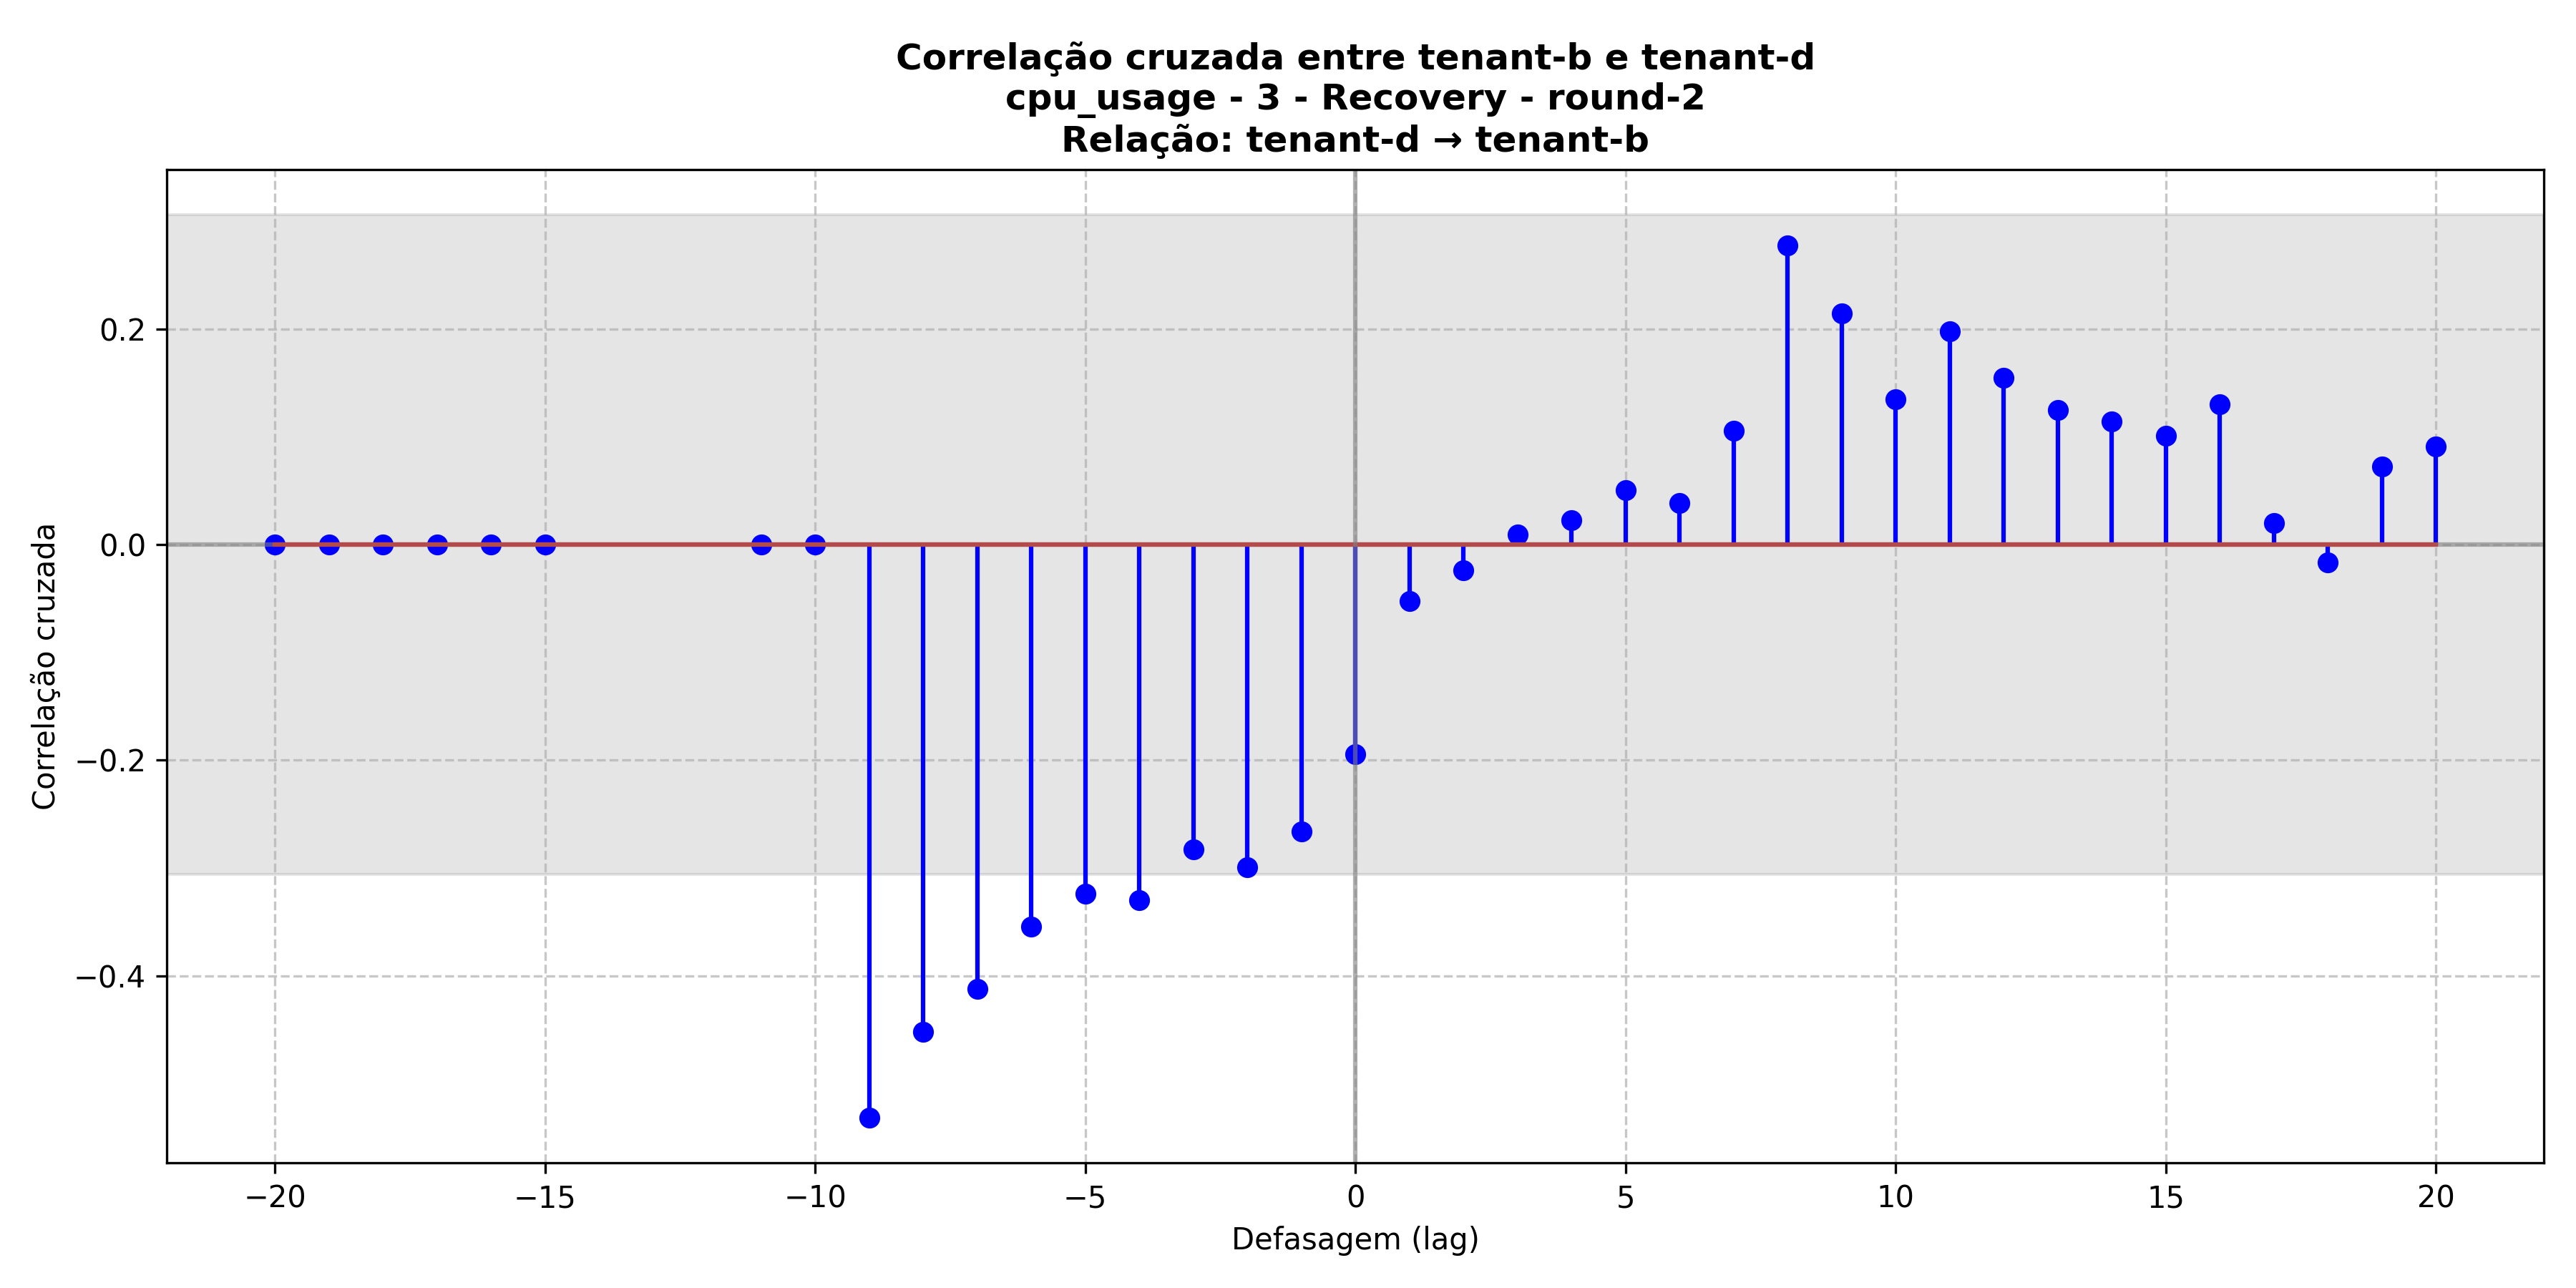 Correlação cruzada entre tenant-b e tenant-d
cpu_usage - 3 - Recovery - round-2
Relação: tenant-d → tenant-b
Correlação cruzada
0.2
0.0
−0.2
−0.4
−20 −15 −10 −5 0 5 10 15 20
Defasagem (lag)